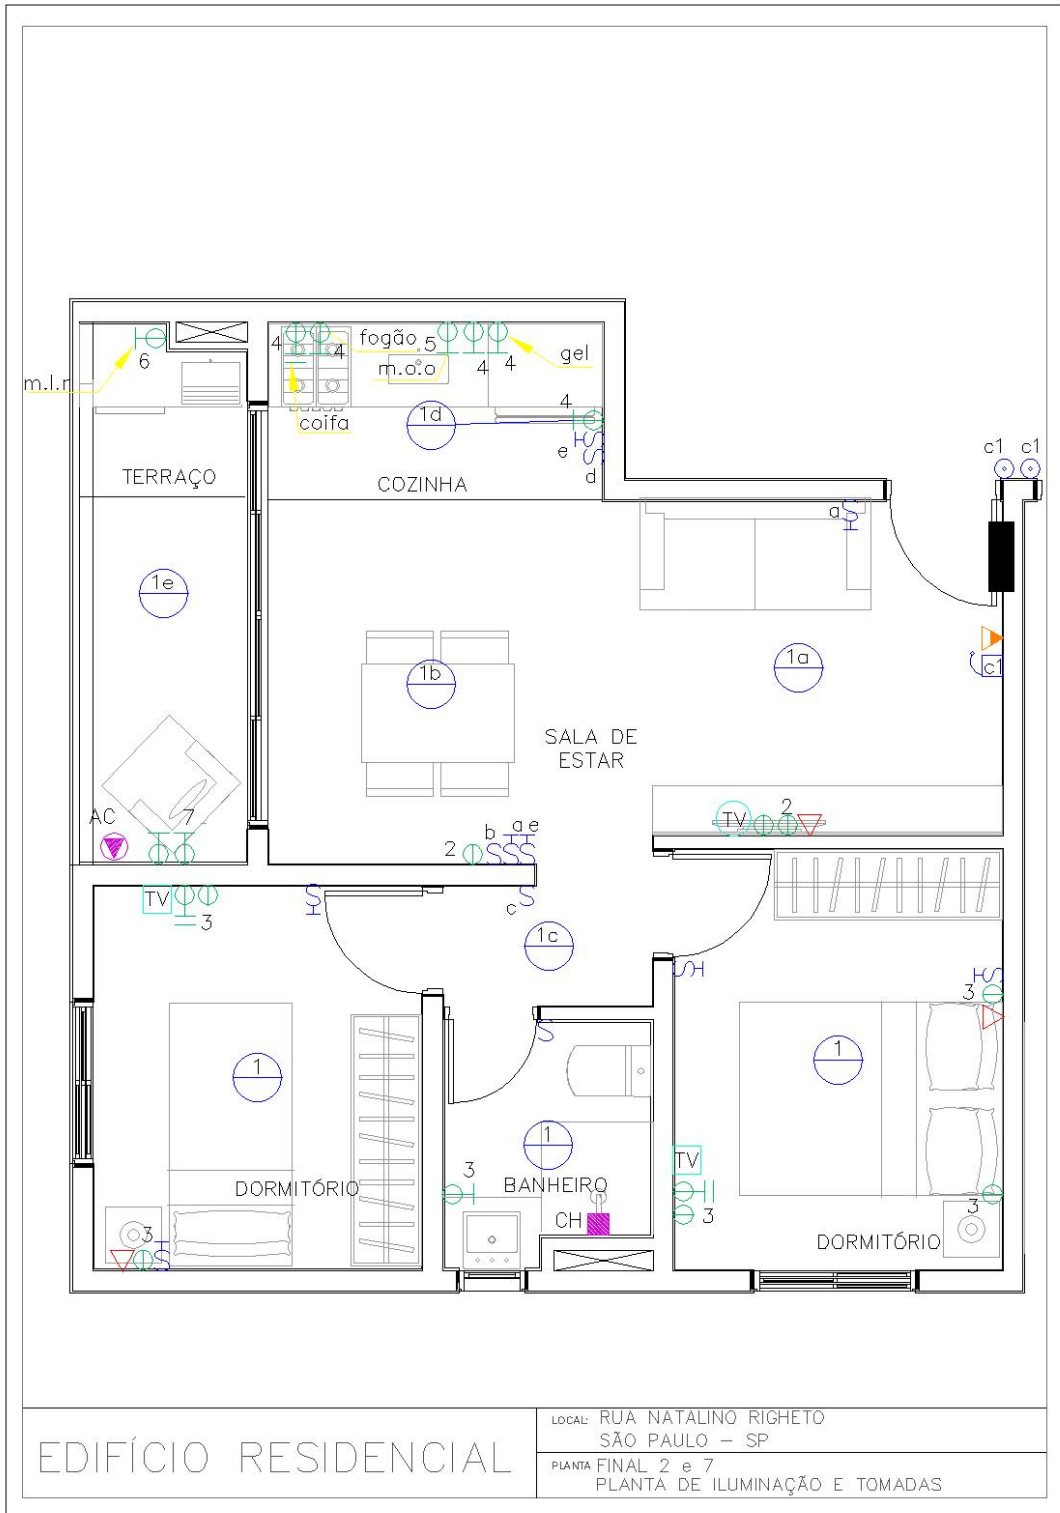 fogão
5
4
4
gel
m.o.o
4
4
6
m.l.r
coifa
1d
4
e
d
TERRAÇO
COZINHA
c1
c1
a
1e
1b
1a
c1
SALA DE
ESTAR
AC
7
TV
2
b
a
e
2
TV
3
c
1c
3
1
1
1
TV
3
BANHEIRO
DORMITÓRIO
3
3
CH
3
DORMITÓRIO
EDIFÍCIO RESIDENCIAL
LOCAL: RUA NATALINO RIGHETO
SÃO PAULO – SP
PLANTA FINAL 2 e 7
PLANTA DE ILUMINAÇÃO E TOMADAS